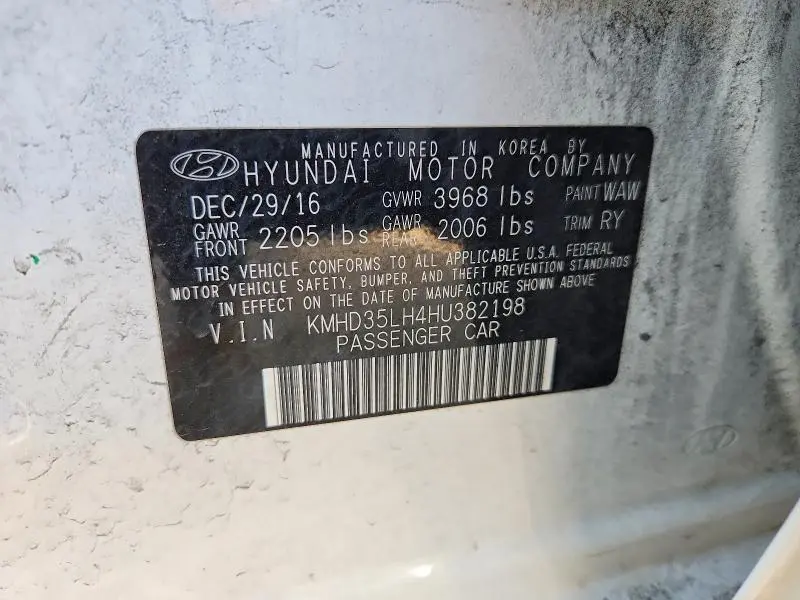 MANUFACTURED IN KOREA BY
HYUNDAI MOTOR COMPANY
DEC/29/16 GVWR 3968 lbs PAINT WAW
GAWR FRONT 2205 lbs GAWR REAR 2006 lbs TRIM RY
THIS VEHICLE CONFORMS TO ALL APPLICABLE U.S.A. FEDERAL
MOTOR VEHICLE SAFETY, BUMPER, AND THEFT PREVENTION STANDARDS
IN EFFECT ON THE DATE OF MANUFACTURE SHOWN ABOVE
V.I.N KMHD35LH4HU382198
PASSENGER CAR